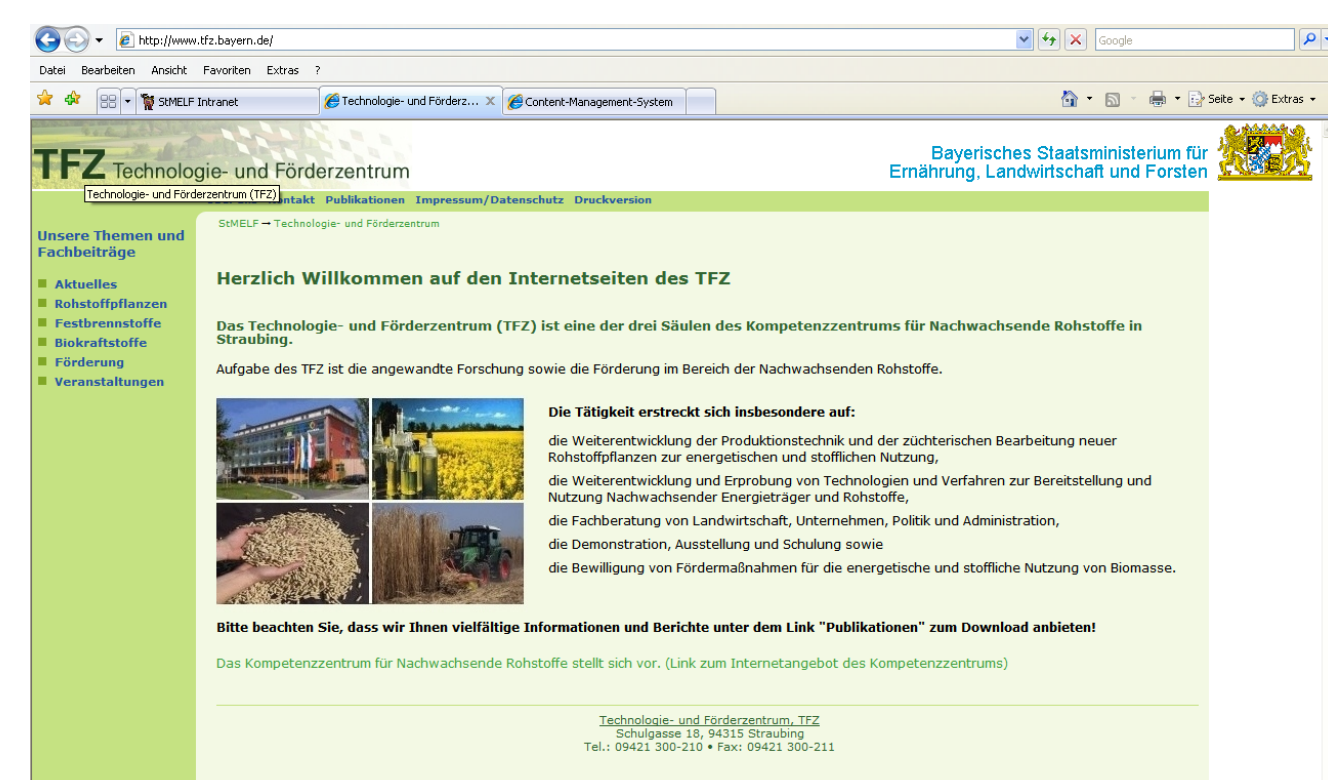 http://www.tfz.bayern.de/
Google
Datei Bearbeiten Ansicht Favoriten Extras ?
StMELF Intranet
Technologie- und Förderz... X
Content-Management-System
Seite
Extras
TFZ Technologie- und Förderzentrum
Bayerisches Staatsministerium für
Ernährung, Landwirtschaft und Forsten
Technologie- und Förderzentrum (TFZ)
Kontakt Publikationen Impressum/Datenschutz Druckversion
StMELF → Technologie- und Förderzentrum
Unsere Themen und
Fachbeiträge
Aktuelles
Rohstoffpflanzen
Festbrennstoffe
Biokraftstoffe
Förderung
Veranstaltungen
Herzlich Willkommen auf den Internetseiten des TFZ
Das Technologie- und Förderzentrum (TFZ) ist eine der drei Säulen des Kompetenzzentrums für Nachwachsende Rohstoffe in
Straubing.
Aufgabe des TFZ ist die angewandte Forschung sowie die Förderung im Bereich der Nachwachsenden Rohstoffe.
Die Tätigkeit erstreckt sich insbesondere auf:
die Weiterentwicklung der Produktionstechnik und der züchterischen Bearbeitung neuer
Rohstoffpflanzen zur energetischen und stofflichen Nutzung,
die Weiterentwicklung und Erprobung von Technologien und Verfahren zur Bereitstellung und
Nutzung Nachwachsender Energieträger und Rohstoffe,
die Fachberatung von Landwirtschaft, Unternehmen, Politik und Administration,
die Demonstration, Ausstellung und Schulung sowie
die Bewilligung von Fördermaßnahmen für die energetische und stoffliche Nutzung von Biomasse.
Bitte beachten Sie, dass wir Ihnen vielfältige Informationen und Berichte unter dem Link "Publikationen" zum Download anbieten!
Das Kompetenzzentrum für Nachwachsende Rohstoffe stellt sich vor. (Link zum Internetangebot des Kompetenzzentrums)
Technologie- und Förderzentrum, TFZ
Schulgasse 18, 94315 Straubing
Tel.: 09421 300-210 • Fax: 09421 300-211